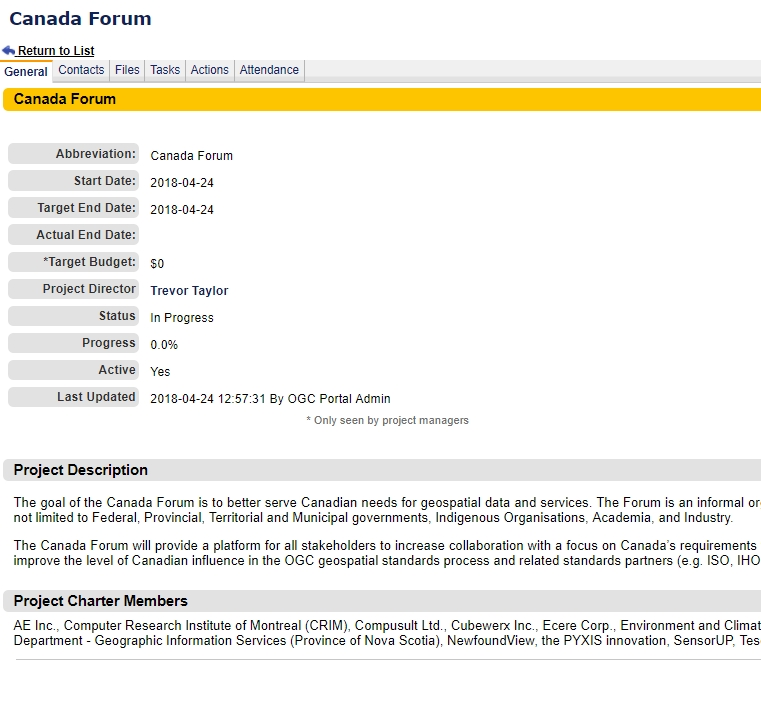 Canada Forum
Return to List
General Contacts Files Tasks Actions Attendance
Canada Forum
Abbreviation: Canada Forum
Start Date: 2018-04-24
Target End Date: 2018-04-24
Actual End Date:
*Target Budget: $0
Project Director Trevor Taylor
Status In Progress
Progress 0.0%
Active Yes
Last Updated 2018-04-24 12:57:31 By OGC Portal Admin
* Only seen by project managers
Project Description
The goal of the Canada Forum is to better serve Canadian needs for geospatial data and services. The Forum is an informal or
not limited to Federal, Provincial, Territorial and Municipal governments, Indigenous Organisations, Academia, and Industry.
The Canada Forum will provide a platform for all stakeholders to increase collaboration with a focus on Canada's requirements
improve the level of Canadian influence in the OGC geospatial standards process and related standards partners (e.g. ISO, IHO
Project Charter Members
AE Inc., Computer Research Institute of Montreal (CRIM), Compusult Ltd., Cubewerx Inc., Ecere Corp., Environment and Climat
Department - Geographic Information Services (Province of Nova Scotia), NewfoundView, the PYXIS innovation, SensorUP, Tes